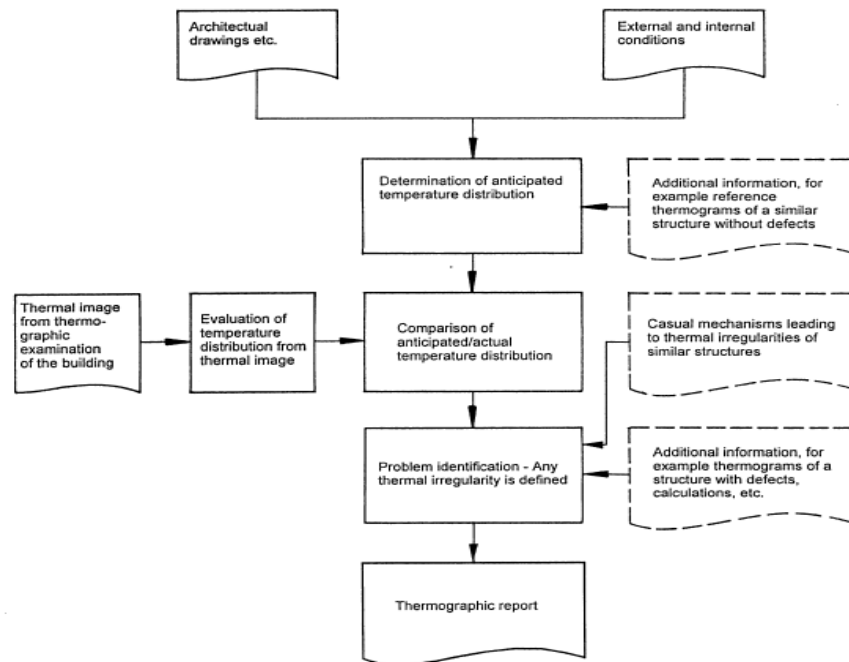 Architectual
drawings etc.
External and internal
conditions
Determination of anticipated
temperature distribution
Additional information, for
example reference
thermograms of a similar
structure without defects
Thermal image
from thermo-
graphic
examination
of the building
Evaluation of
temperature
distribution from
thermal image
Comparison of
anticipated/actual
temperature distribution
Casual mechanisms leading
to thermal irregularities of
similar structures
Problem identification - Any
thermal irregularity is defined
Additional information, for
example thermograms of a
structure with defects,
calculations, etc.
Thermographic report